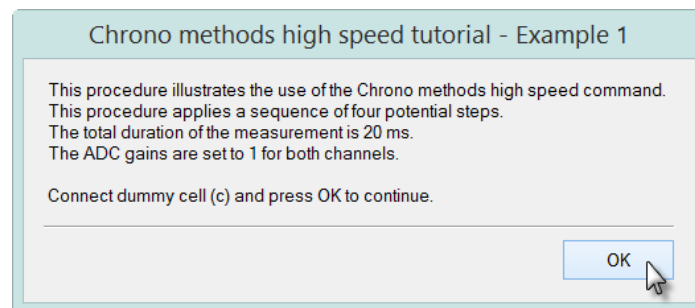 Chrono methods high speed tutorial - Example 1
This procedure illustrates the use of the Chrono methods high speed command.
This procedure applies a sequence of four potential steps.
The total duration of the measurement is 20 ms.
The ADC gains are set to 1 for both channels.
Connect dummy cell (c) and press OK to continue.
OK